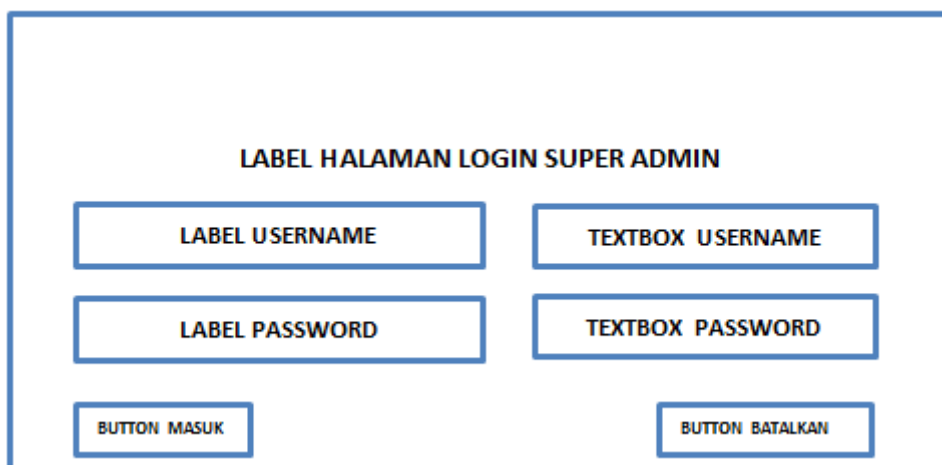 LABEL HALAMAN LOGIN SUPER ADMIN
LABEL USERNAME
TEXTBOX USERNAME
LABEL PASSWORD
TEXTBOX PASSWORD
BUTTON MASUK
BUTTON BATALKAN